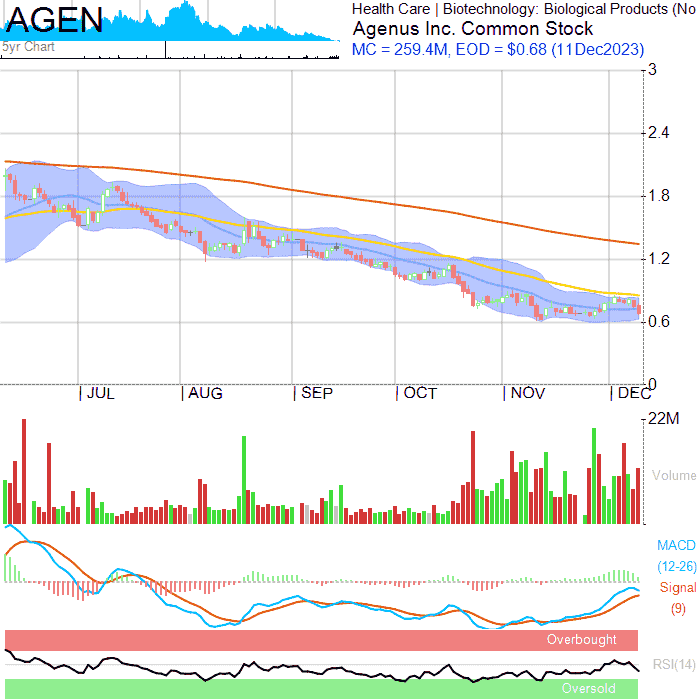 AGEN
5yr Chart
Health Care | Biotechnology: Biological Products (No
Agenus Inc. Common Stock
MC = 259.4M, EOD = $0.68 (11Dec2023)
3
2.4
1.8
1.2
0.6
0
JUL AUG SEP OCT NOV DEC
22M
Volume
MACD
(12-26)
Signal
(9)
Overbought
RSI(14)
Oversold